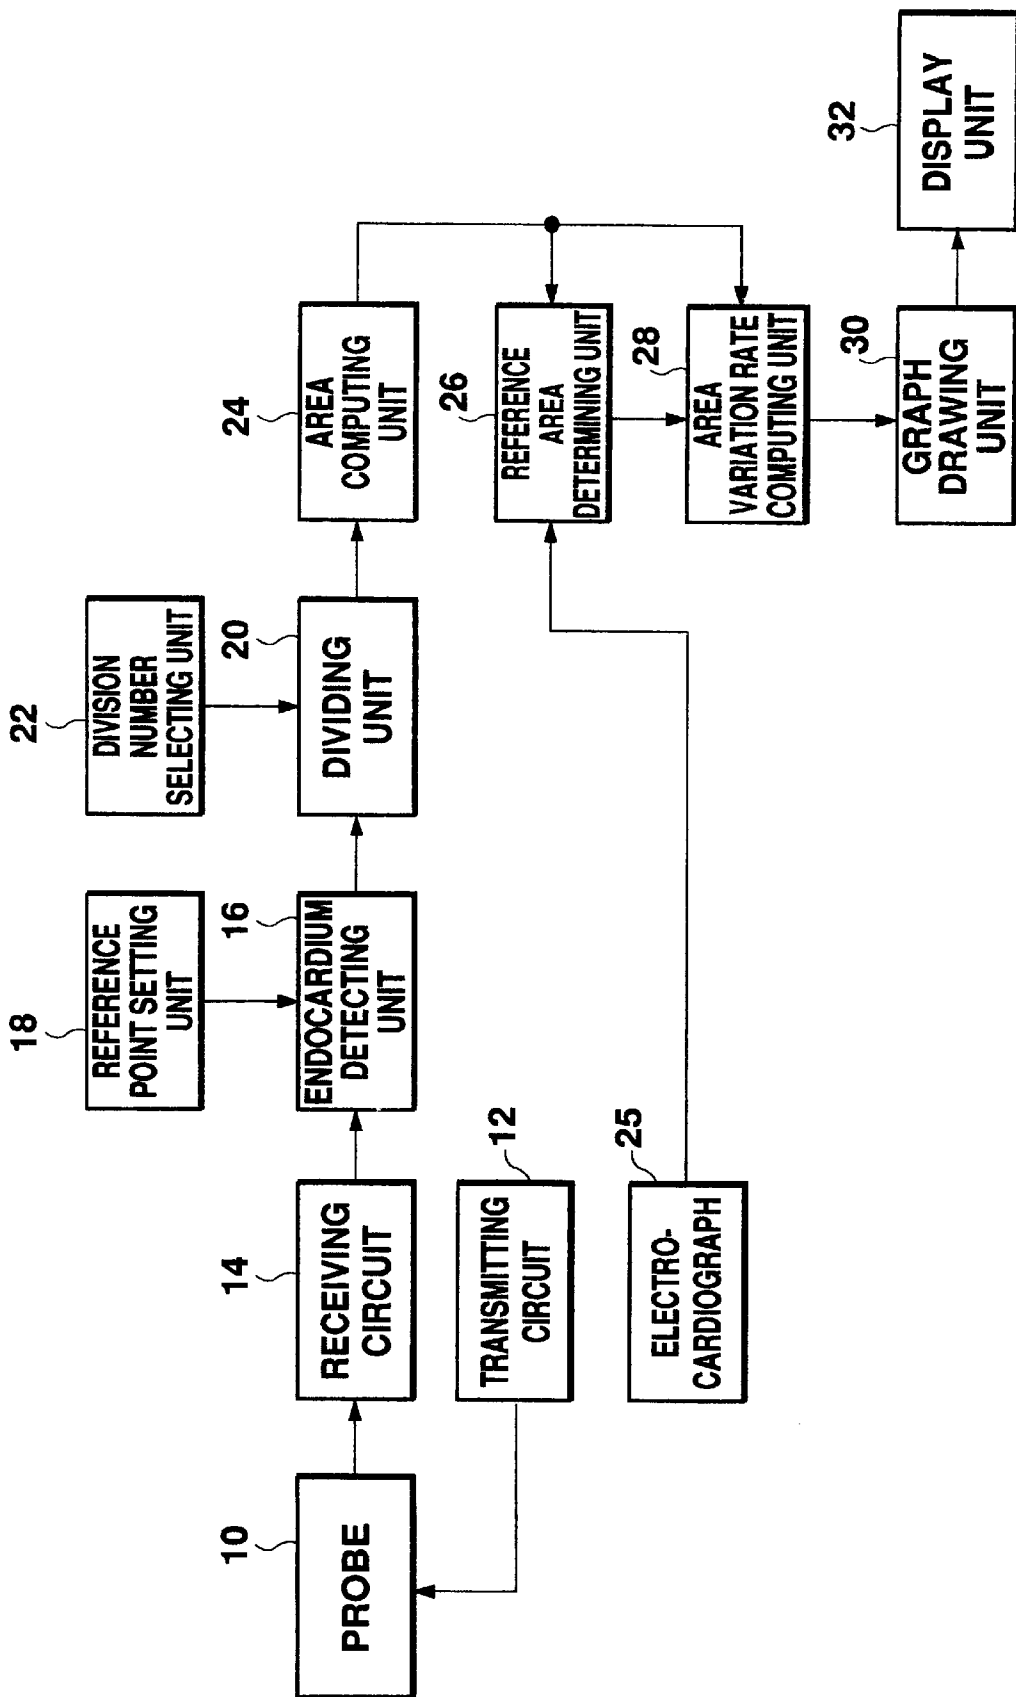 10
PROBE
14
RECEIVING
CIRCUIT
12
TRANSMITTING
CIRCUIT
25
ELECTRO-
CARDIOGRAPH
18
REFERENCE
POINT SETTING
UNIT
16
ENDOCARDIUM
DETECTING
UNIT
22
DIVISION
NUMBER
SELECTING UNIT
20
DIVIDING
UNIT
24
AREA
COMPUTING
UNIT
26
REFERENCE
AREA
DETERMINING UNIT
28
AREA
VARIATION RATE
COMPUTING UNIT
30
GRAPH
DRAWING
UNIT
32
DISPLAY
UNIT